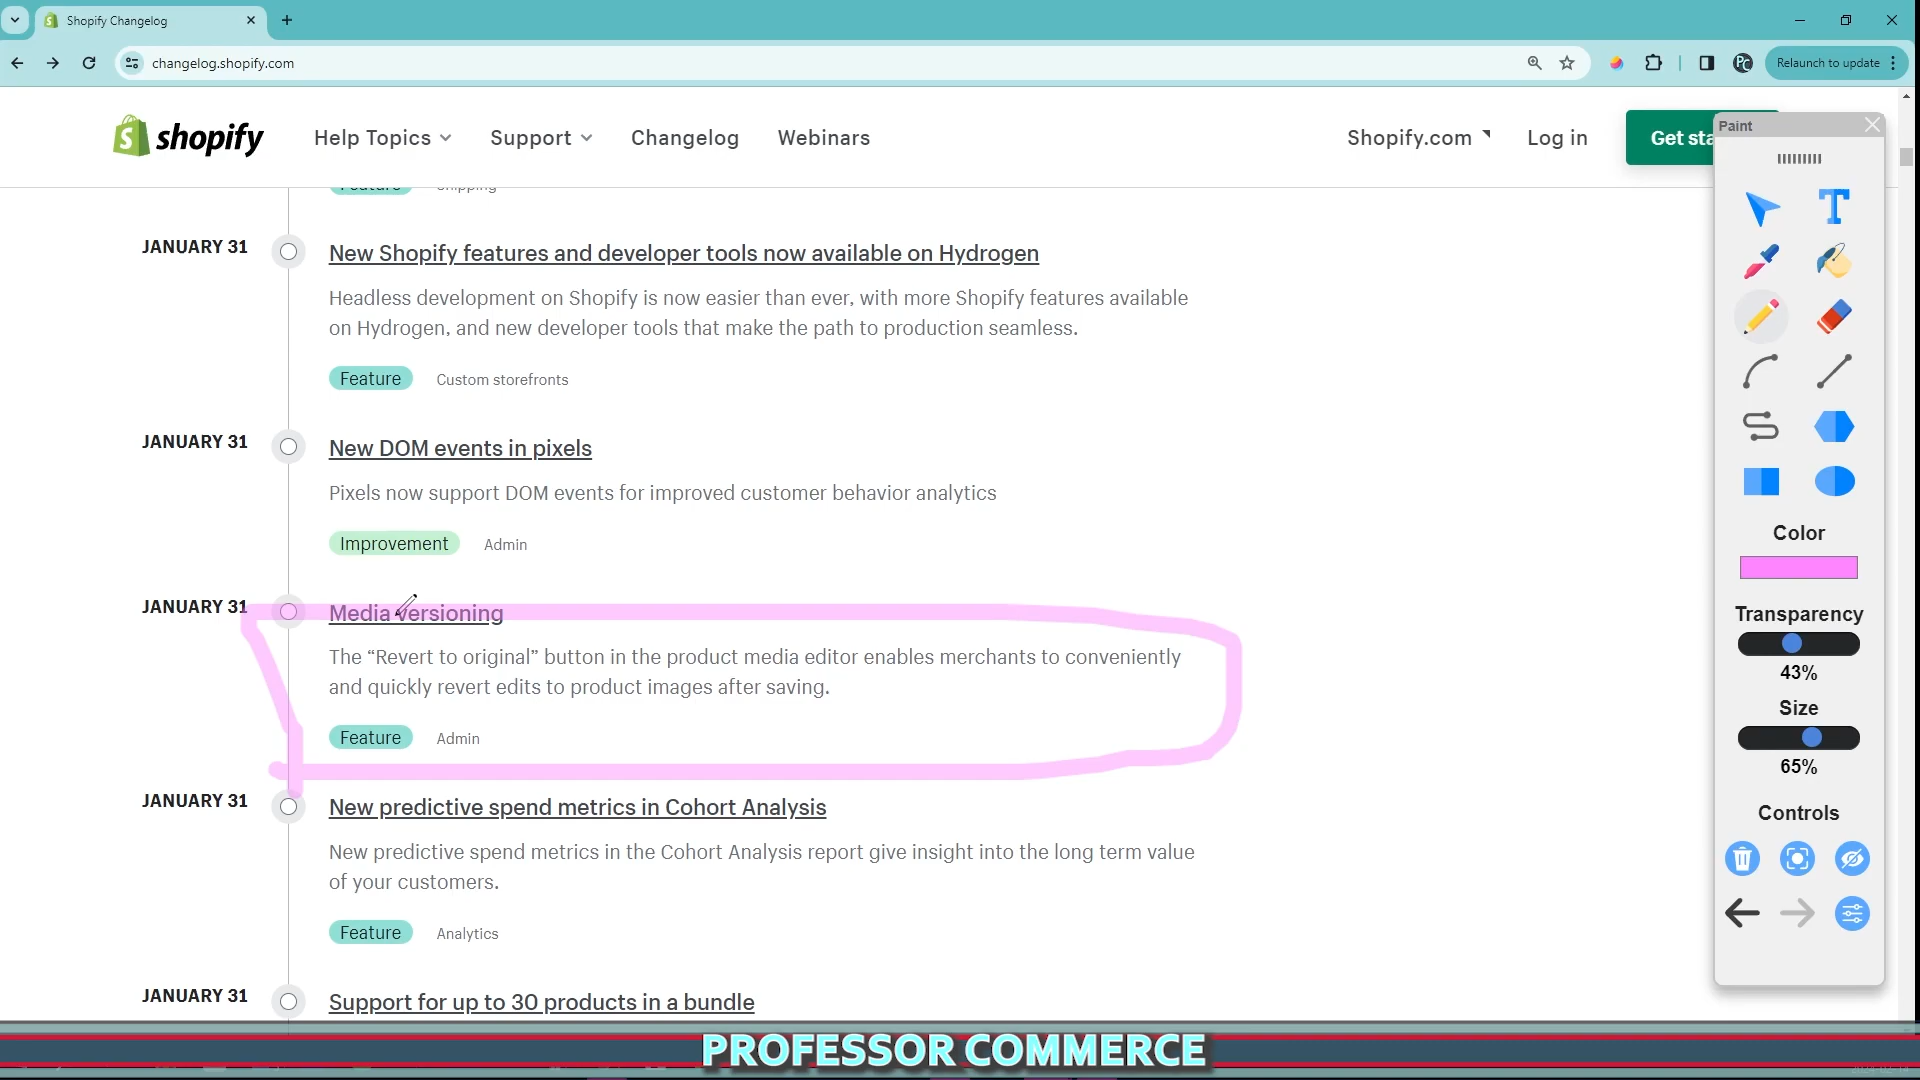 Shopify Changelog
changelog.shopify.com
Relaunch to update
shopify
Help Topics
Support
Changelog
Webinars
Shopify.com
Log in
Get sta
Feature Shipping
JANUARY 31
New Shopify features and developer tools now available on Hydrogen
Headless development on Shopify is now easier than ever, with more Shopify features available
on Hydrogen, and new developer tools that make the path to production seamless.
Feature Custom storefronts
JANUARY 31
New DOM events in pixels
Pixels now support DOM events for improved customer behavior analytics
Improvement Admin
JANUARY 31
Media versioning
The “Revert to original” button in the product media editor enables merchants to conveniently
and quickly revert edits to product images after saving.
Feature Admin
JANUARY 31
New predictive spend metrics in Cohort Analysis
New predictive spend metrics in the Cohort Analysis report give insight into the long term value
of your customers.
Feature Analytics
JANUARY 31
Support for up to 30 products in a bundle
Paint
T
Color
Transparency
43%
Size
65%
Controls
PROFESSOR COMMERCE